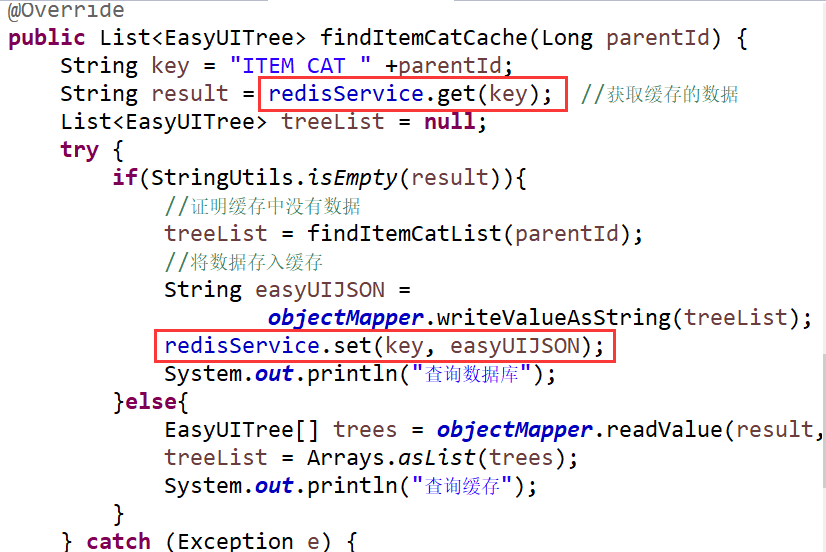 @Override
public List<EasyUITree> findItemCatCache(Long parentId) {
    String key = "ITEM_CAT_" +parentId;
    String result = redisService.get(key);  //获取缓存的数据
    List<EasyUITree> treeList = null;
    try {
        if(StringUtils.isEmpty(result)){
            //证明缓存中没有数据
            treeList = findItemCatList(parentId);
            //将数据存入缓存
            String easyUIJSON =
                    objectMapper.writeValueAsString(treeList);
            redisService.set(key, easyUIJSON);
            System.out.println("查询数据库");
        }else{
            EasyUITree[] trees = objectMapper.readValue(result,
            treeList = Arrays.asList(trees);
            System.out.println("查询缓存");
        }
    } catch (Exception e) {